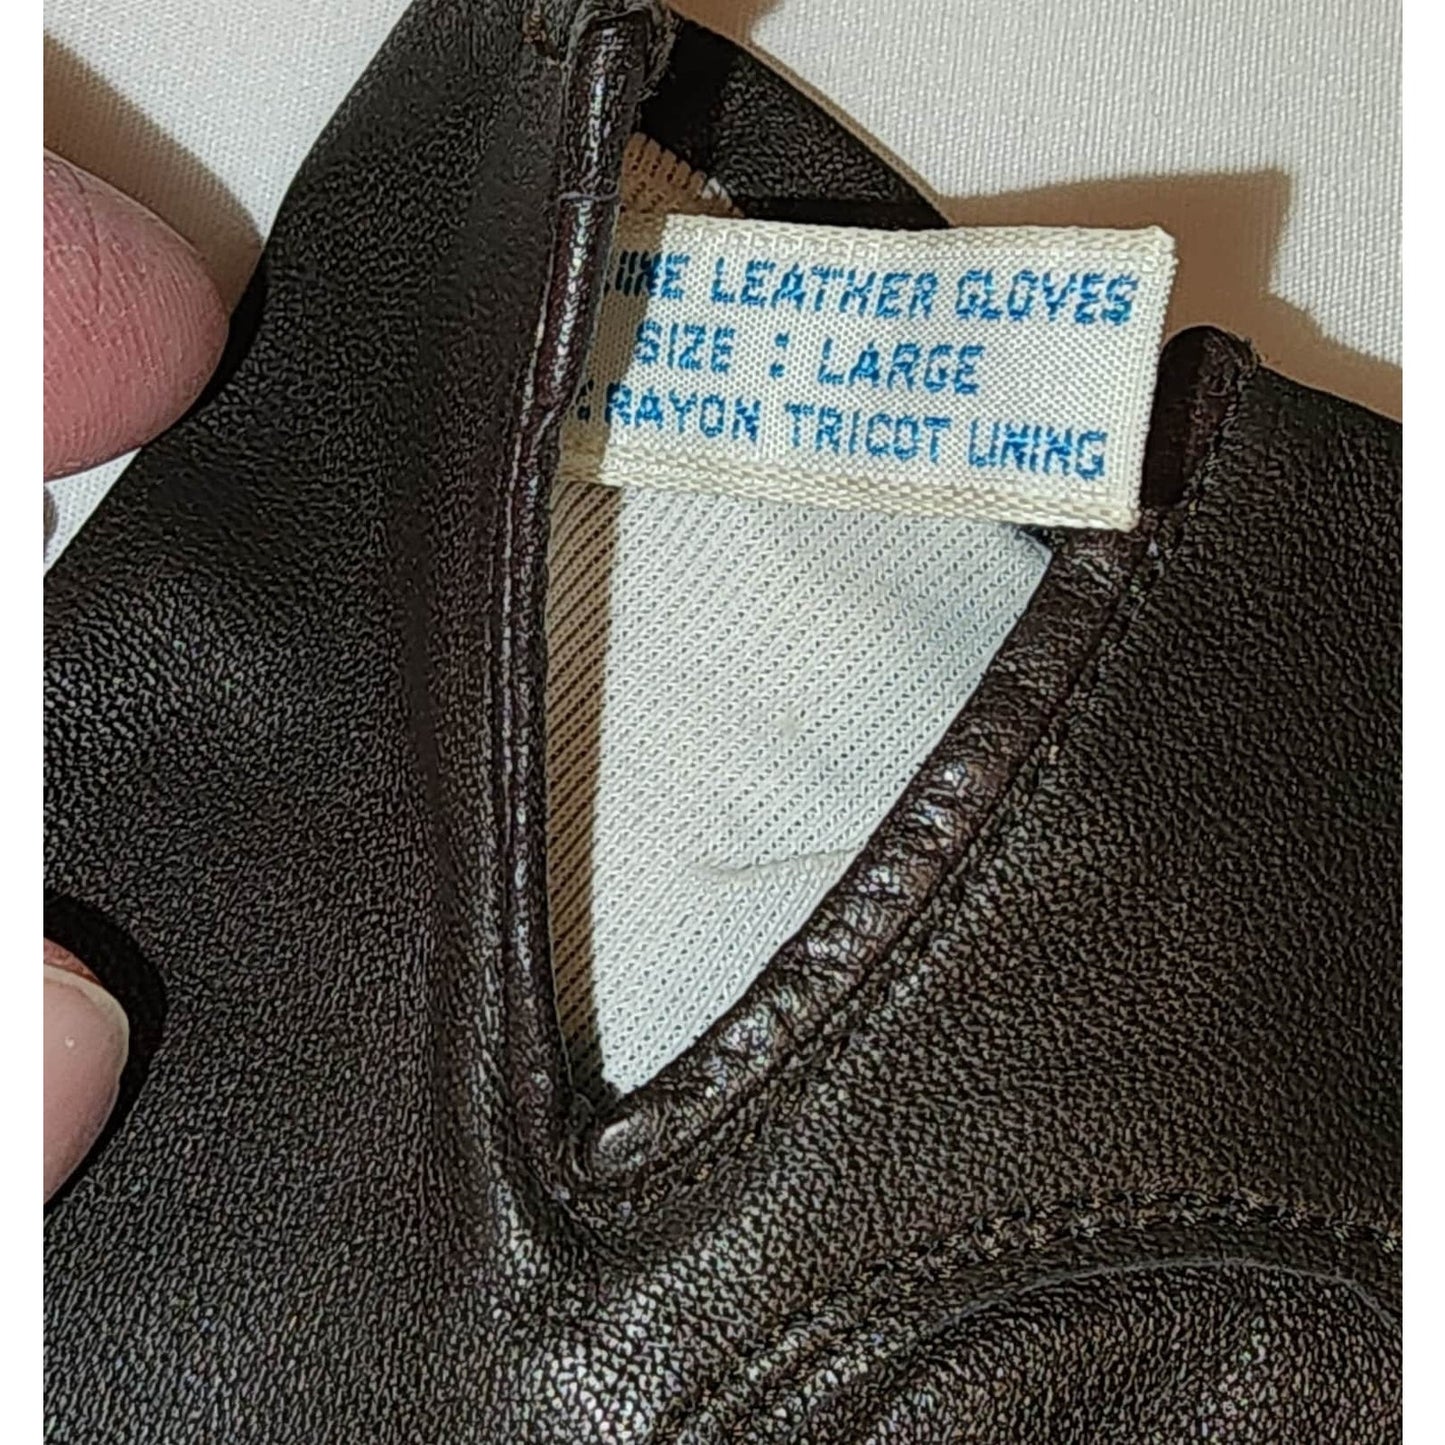 LEATHER GLOVES
SIZE : LARGE
RAYON TRICOT LINING